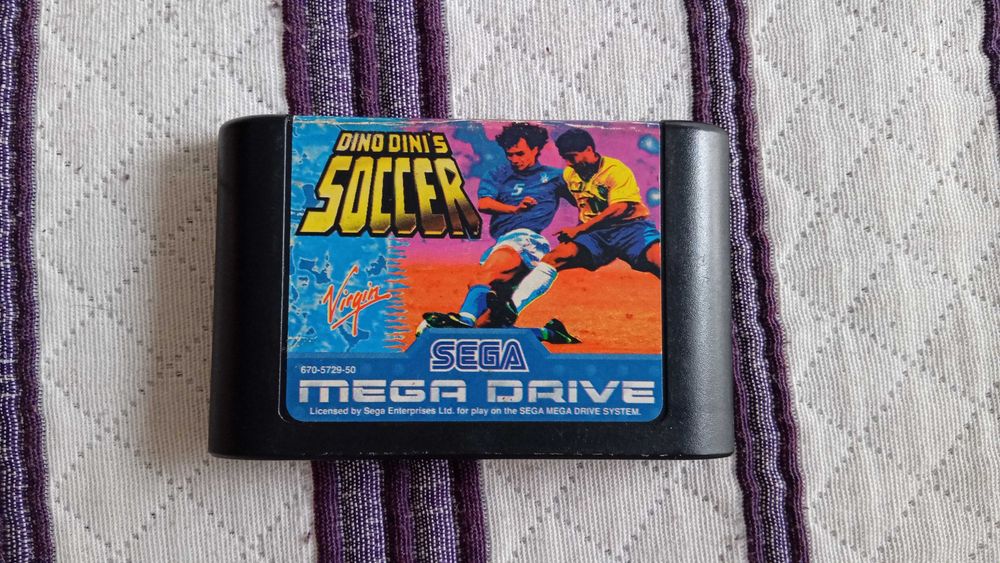 DINO DINI'S
SOCCER
5
Virgin
SEGA
670-5729-50
MEGA DRIVE
Licensed by Sega Enterprises Ltd. for play on the SEGA MEGA DRIVE SYSTEM.